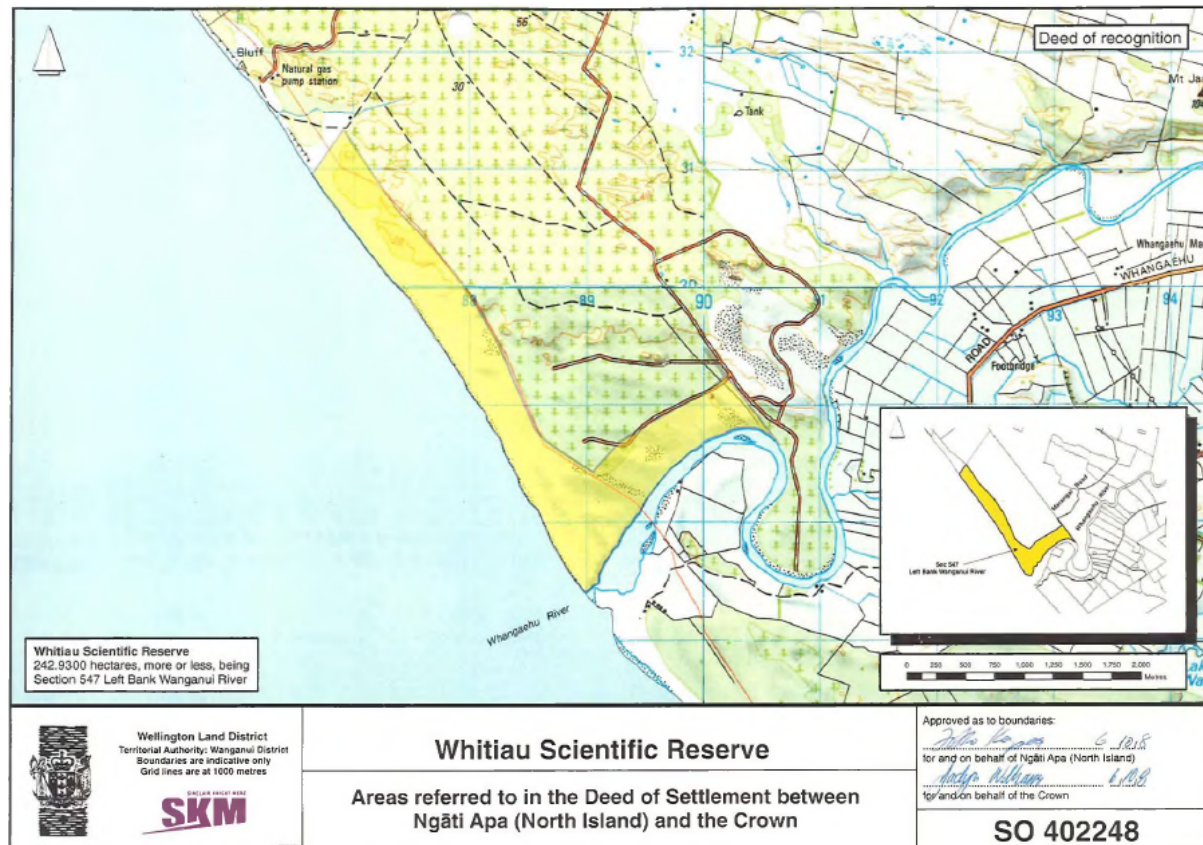 Deed of recognition
Bluff
Natural gas
pump station
56
30
32
Tank
31
Whangaehu Ma
WHANGAEHU
ROAD
Footbridge
89
90
91
92
93
94
Whangaehu River
Marangai Road
Sec 547
Left Bank Wanganui River
0 250 500 750 1,000 1,250 1,500 1,750 2,000
Metres
Whitiau Scientific Reserve
242.9300 hectares, more or less, being
Section 547 Left Bank Wanganui River
Wellington Land District
Territorial Authority: Wanganui District
Boundaries are indicative only
Grid lines are at 1000 metres
SINCLAIR KNIGHT MERZ
SKM
Whitiau Scientific Reserve
Areas referred to in the Deed of Settlement between
Ngāti Apa (North Island) and the Crown
Approved as to boundaries:
for and on behalf of Ngāti Apa (North Island)
for and on behalf of the Crown
SO 402248